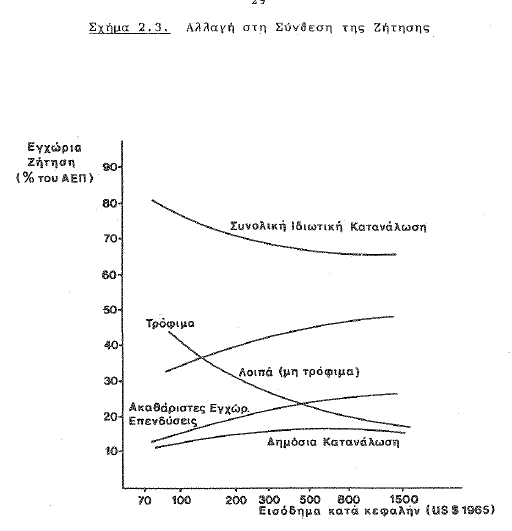 29
Σχήμα 2.3. Αλλαγή στη Σύνθεση της Ζήτησης
Εγχώρια
Ζήτηση
(% του ΑΕΠ)
90
80
70
60
50
40
30
20
10
Συνολική Ιδιωτική Κατανάλωση
Τρόφιμα
Λοιπά (μη τρόφιμα)
Ακαθάριστες Εγχώρ.
Επενδύσεις
Δημόσια Κατανάλωση
70 100 200 300 500 800 1500
Εισόδημα κατά κεφαλήν (US $ 1965)